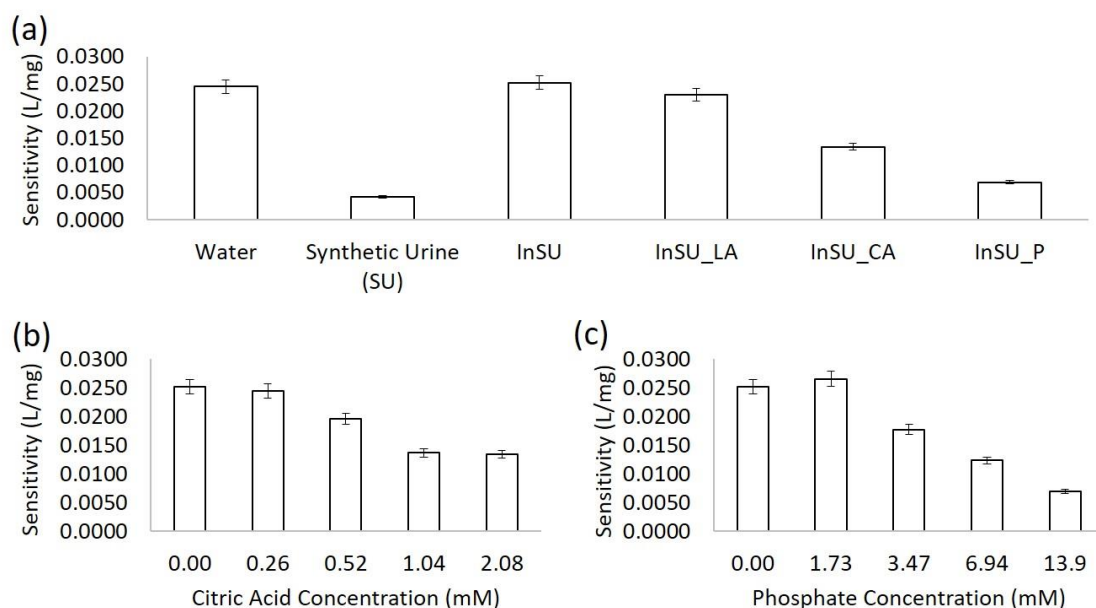 (a)
Sensitivity (L/mg)
0.0300
0.0250
0.0200
0.0150
0.0100
0.0050
0.0000
Water Synthetic Urine (SU) InSU InSU_LA InSU_CA InSU_P
(b)
Sensitivity (L/mg)
0.0300
0.0250
0.0200
0.0150
0.0100
0.0050
0.0000
0.00 0.26 0.52 1.04 2.08
Citric Acid Concentration (mM)
(c)
Sensitivity (L/mg)
0.0300
0.0250
0.0200
0.0150
0.0100
0.0050
0.0000
0.00 1.73 3.47 6.94 13.9
Phosphate Concentration (mM)